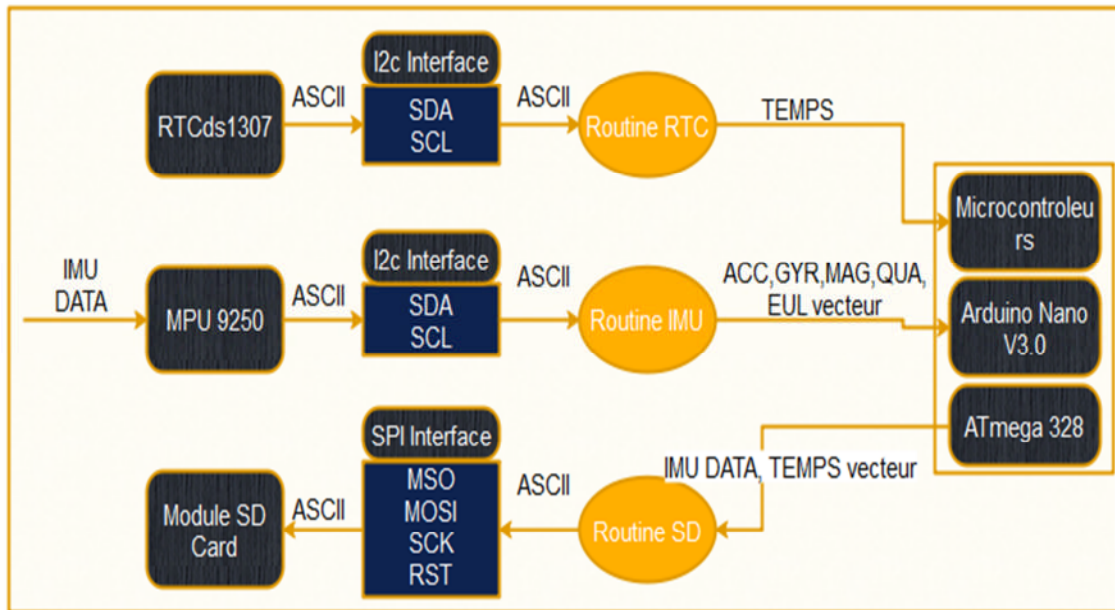 I2c Interface
RTCds1307
ASCII
SDA
SCL
ASCII
Routine RTC
TEMPS
Microcontroleu
rs
IMU
DATA
MPU 9250
ASCII
I2c Interface
SDA
SCL
ASCII
Routine IMU
ACC,GYR,MAG,QUA,
EUL vecteur
Arduino Nano
V3.0
ATmega 328
IMU DATA, TEMPS vecteur
Routine SD
ASCII
SPI Interface
MSO
MOSI
SCK
RST
ASCII
Module SD
Card